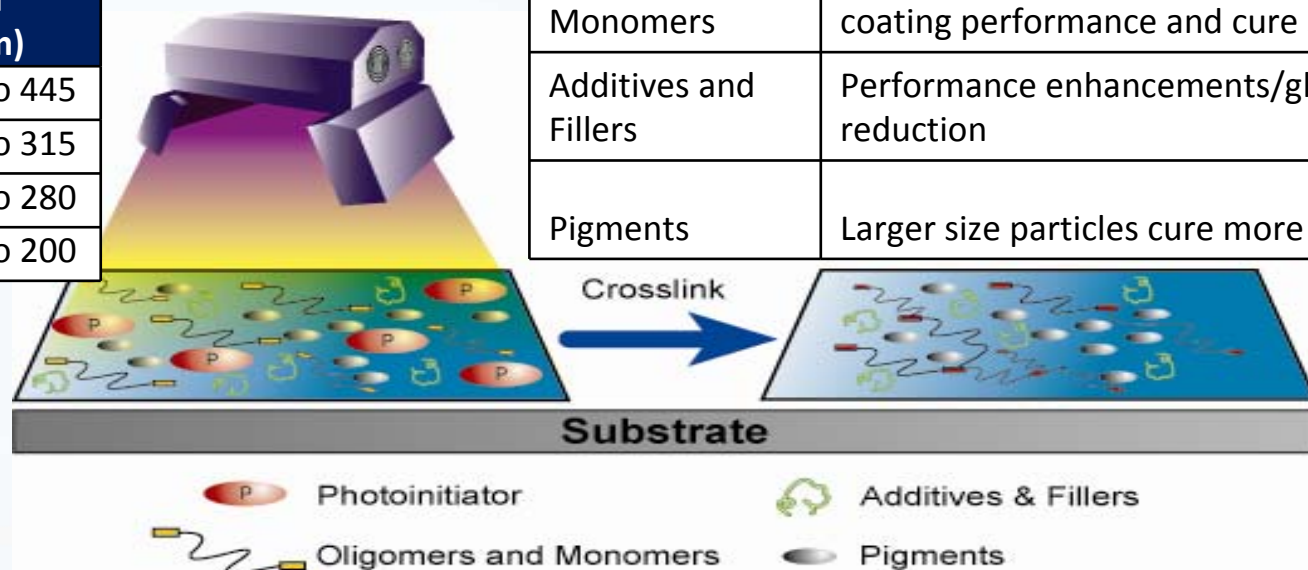 m)
o 445
o 315
o 280
o 200
Monomers
coating performance and cure
Additives and
Fillers
Performance enhancements/gl
reduction
Pigments
Larger size particles cure more
P
P
P
P
P
Crosslink
Substrate
P
Photoinitiator
Additives & Fillers
Oligomers and Monomers
Pigments